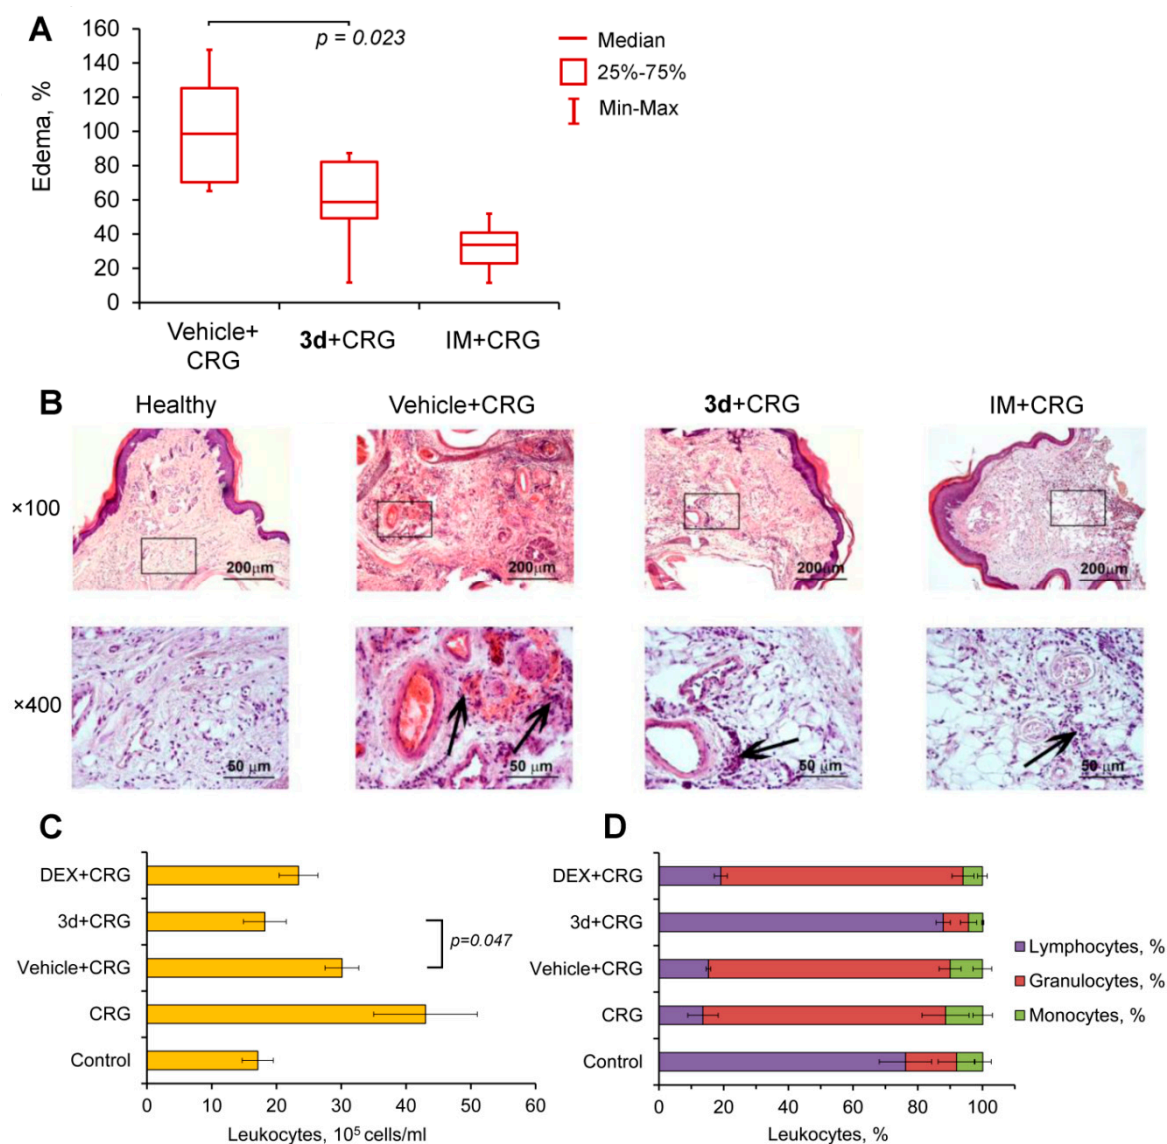 A
160
140
120
100
80
60
40
20
0
Edema, %
p = 0.023
Median
25%-75%
Min-Max
Vehicle+
CRG
3d+CRG
IM+CRG
B
Healthy
Vehicle+CRG
3d+CRG
IM+CRG
×100
200μm
200μm
200μm
200μm
×400
50 μm
50 μm
50 μm
50 μm
C
DEX+CRG
3d+CRG
Vehicle+CRG
CRG
Control
p=0.047
0 10 20 30 40 50 60
Leukocytes, 10⁵ cells/ml
D
DEX+CRG
3d+CRG
Vehicle+CRG
CRG
Control
Lymphocytes, %
Granulocytes, %
Monocytes, %
0 20 40 60 80 100
Leukocytes, %